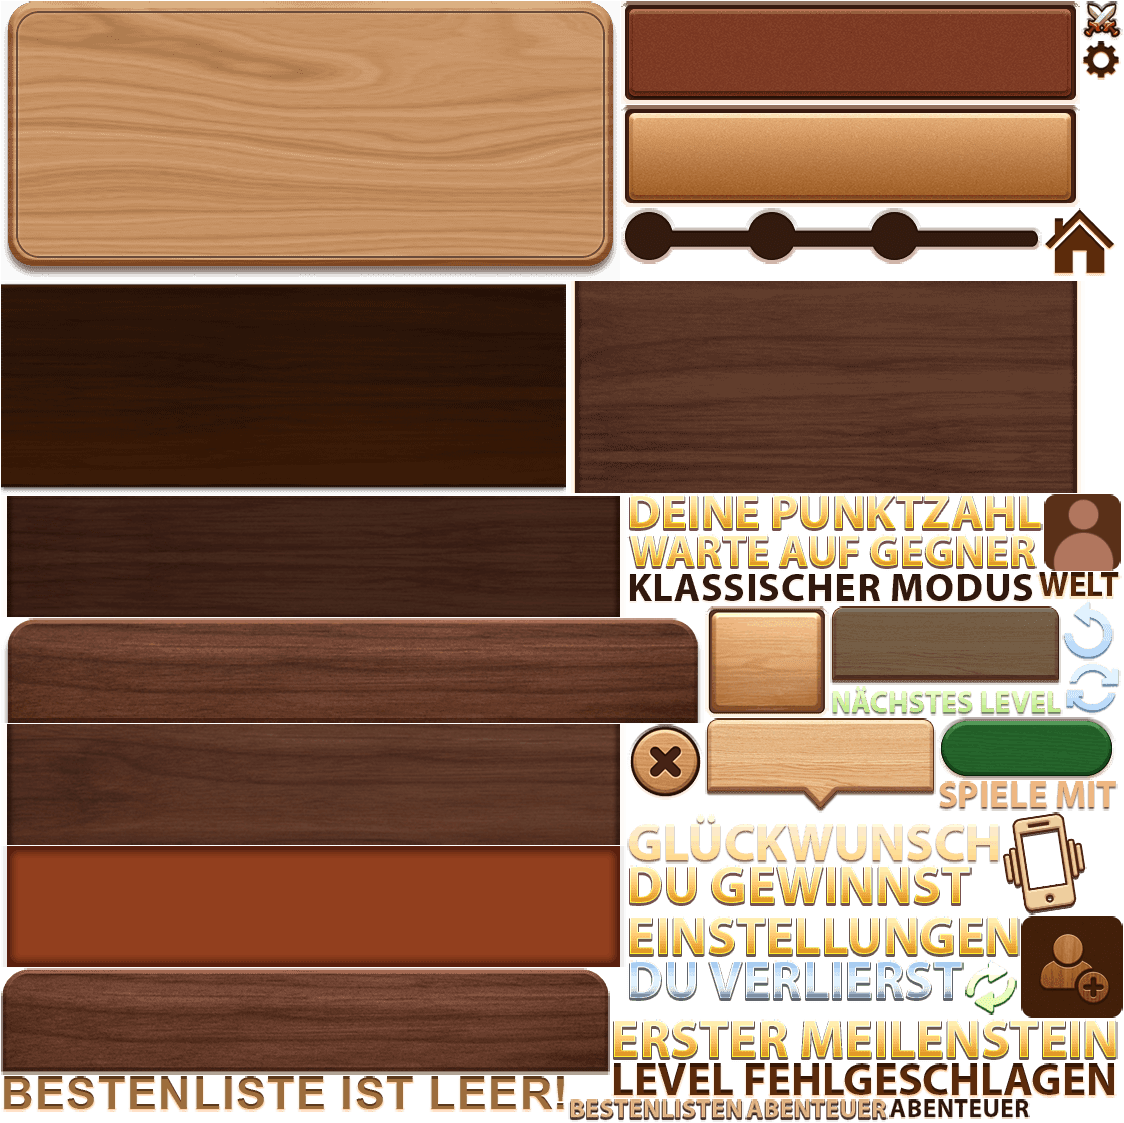 DEINE PUNKTZAHL
WARTE AUF GEGNER
KLASSISCHER MODUS
WELT
NÄCHSTES LEVEL
SPIELE MIT
GLÜCKWUNSCH
DU GEWINNST
EINSTELLUNGEN
DU VERLIERST
ERSTER MEILENSTEIN
LEVEL FEHLGESCHLAGEN
BESTENLISTE IST LEER!
BESTENLISTEN
ABENTEUER
ABENTEUER